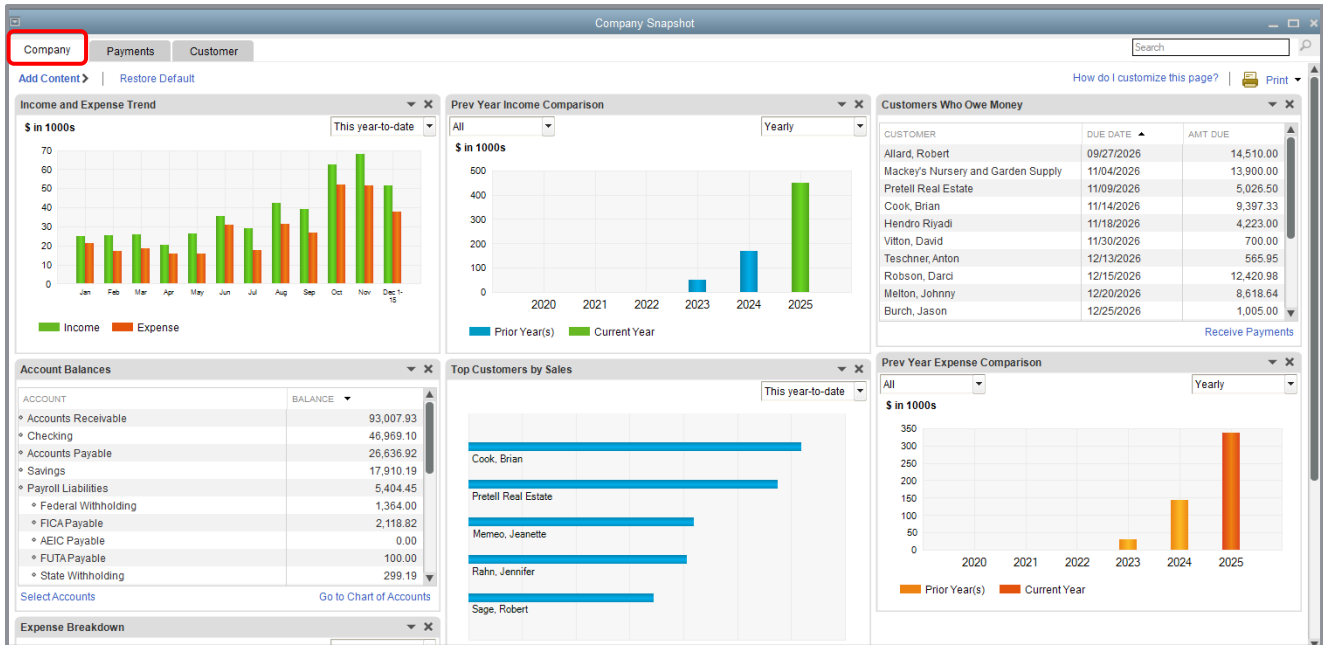 Company Snapshot
Company Payments Customer Search
Add Content Restore Default How do I customize this page? Print
Income and Expense Trend
$ in 1000s This year-to-date
70
60
50
40
30
20
10
0
Jan Feb Mar Apr May Jun Jul Aug Sep Oct Nov Dec 1-
15
Income Expense
Prev Year Income Comparison
All Yearly
$ in 1000s
500
400
300
200
100
0
2020 2021 2022 2023 2024 2025
Prior Year(s) Current Year
Customers Who Owe Money
CUSTOMER DUE DATE AMT DUE
Allard, Robert 09/27/2026 14,510.00
Mackey's Nursery and Garden Supply 11/04/2026 13,900.00
Pretell Real Estate 11/09/2026 5,026.50
Cook, Brian 11/14/2026 9,397.33
Hendro Riyadi 11/18/2026 4,223.00
Vitton, David 11/30/2026 700.00
Teschner, Anton 12/13/2026 565.95
Robson, Darci 12/15/2026 12,420.98
Melton, Johnny 12/20/2026 8,618.64
Burch, Jason 12/25/2026 1,005.00
Receive Payments
Account Balances
ACCOUNT BALANCE
Accounts Receivable 93,007.93
Checking 46,969.10
Accounts Payable 26,636.92
Savings 17,910.19
Payroll Liabilities 5,404.45
Federal Withholding 1,364.00
FICA Payable 2,118.82
AEIC Payable 0.00
FUTA Payable 100.00
State Withholding 299.19
Select Accounts Go to Chart of Accounts
Top Customers by Sales
This year-to-date
Cook, Brian
Pretell Real Estate
Memeo, Jeanette
Rahn, Jennifer
Sage, Robert
Prev Year Expense Comparison
All Yearly
$ in 1000s
350
300
250
200
150
100
50
0
2020 2021 2022 2023 2024 2025
Prior Year(s) Current Year
Expense Breakdown